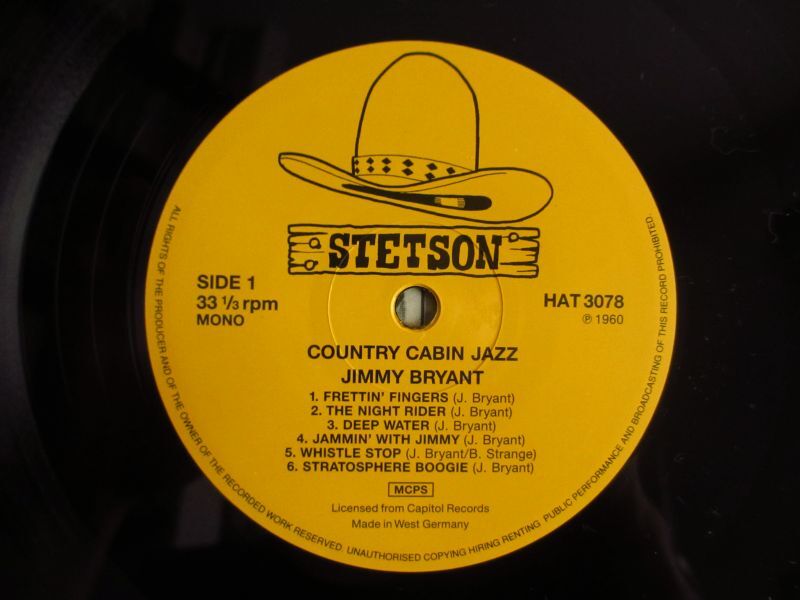 STETSON
SIDE 1
33 1/3 rpm
MONO
HAT 3078
℗ 1960
COUNTRY CABIN JAZZ
JIMMY BRYANT
1. FRETTIN' FINGERS (J. Bryant)
2. THE NIGHT RIDER (J. Bryant)
3. DEEP WATER (J. Bryant)
4. JAMMIN' WITH JIMMY (J. Bryant)
5. WHISTLE STOP (J. Bryant/B. Strange)
6. STRATOSPHERE BOOGIE (J. Bryant)
MCPS
Licensed from Capitol Records
Made in West Germany
ALL RIGHTS OF THE PRODUCER AND OF THE OWNER OF THE RECORDED WORK RESERVED. UNAUTHORISED COPYING HIRING RENTING PUBLIC PERFORMANCE AND BROADCASTING OF THIS RECORD PROHIBITED.